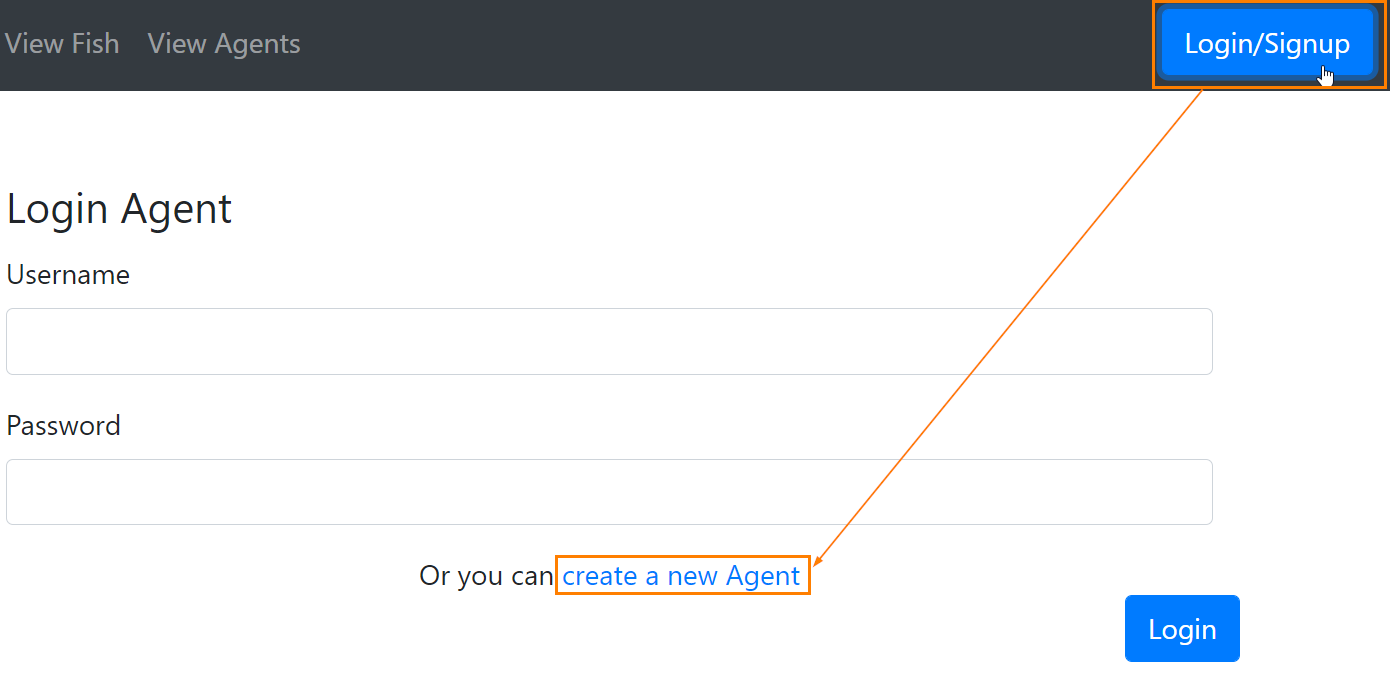 View Fish View Agents Login/Signup
Login Agent
Username
Password
Or you can create a new Agent
Login